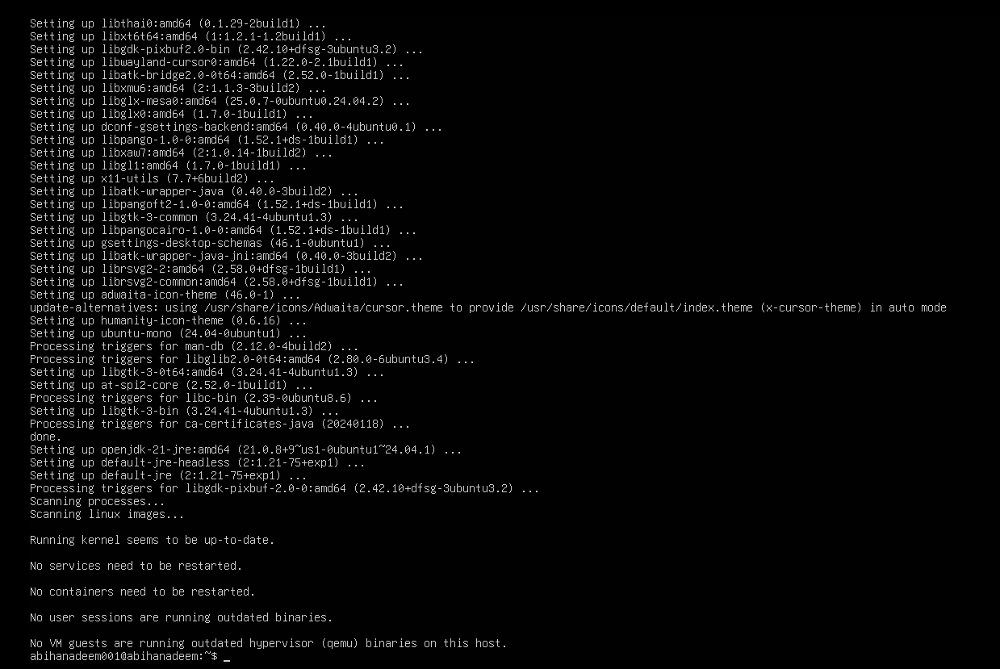 Setting up libthai0:amd64 (0.1.29-2build1) ...
Setting up libxt6t64:amd64 (1:1.2.1-1.2build1) ...
Setting up libgdk-pixbuf2.0-bin (2.42.10+dfsg-3ubuntu3.2) ...
Setting up libwayland-cursor0:amd64 (1.22.0-2.1build1) ...
Setting up libatk-bridge2.0-0t64:amd64 (2.52.0-1build1) ...
Setting up libxmu6:amd64 (2:1.1.3-3build2) ...
Setting up libglx-mesa0:amd64 (25.0.7-0ubuntu0.24.04.2) ...
Setting up libglx0:amd64 (1.7.0-1build1) ...
Setting up dconf-gsettings-backend:amd64 (0.40.0-4ubuntu0.1) ...
Setting up libpango-1.0-0:amd64 (1.52.1+ds-1build1) ...
Setting up libxaw7:amd64 (2:1.0.14-1build2) ...
Setting up libgl1:amd64 (1.7.0-1build1) ...
Setting up x11-utils (7.7+6build2) ...
Setting up libatk-wrapper-java (0.40.0-3build2) ...
Setting up libpangoft2-1.0-0:amd64 (1.52.1+ds-1build1) ...
Setting up libgtk-3-common (3.24.41-4ubuntu1.3) ...
Setting up libpangocairo-1.0-0:amd64 (1.52.1+ds-1build1) ...
Setting up gsettings-desktop-schemas (46.1-0ubuntu1) ...
Setting up libatk-wrapper-java-jni:amd64 (0.40.0-3build2) ...
Setting up librsvg2-2:amd64 (2.58.0+dfsg-1build1) ...
Setting up librsvg2-common:amd64 (2.58.0+dfsg-1build1) ...
Setting up adwaita-icon-theme (46.0-1) ...
update-alternatives: using /usr/share/icons/Adwaita/cursor.theme to provide /usr/share/icons/default/index.theme (x-cursor-theme) in auto mode
Setting up humanity-icon-theme (0.6.16) ...
Setting up ubuntu-mono (24.04-0ubuntu1) ...
Processing triggers for man-db (2.12.0-4build2) ...
Processing triggers for libglib2.0-0t64:amd64 (2.80.0-6ubuntu3.4) ...
Setting up libgtk-3-0t64:amd64 (3.24.41-4ubuntu1.3) ...
Setting up at-spi2-core (2.52.0-1build1) ...
Processing triggers for libc-bin (2.39-0ubuntu8.6) ...
Setting up libgtk-3-bin (3.24.41-4ubuntu1.3) ...
Processing triggers for ca-certificates-java (20240118) ...
done.
Setting up openjdk-21-jre:amd64 (21.0.8+9~us1-0ubuntu1~24.04.1) ...
Setting up default-jre-headless (2:1.21-75+exp1) ...
Setting up default-jre (2:1.21-75+exp1) ...
Processing triggers for libgdk-pixbuf-2.0-0:amd64 (2.42.10+dfsg-3ubuntu3.2) ...
Scanning processes...
Scanning linux images...
Running kernel seems to be up-to-date.
No services need to be restarted.
No containers need to be restarted.
No user sessions are running outdated binaries.
No VM guests are running outdated hypervisor (qemu) binaries on this host.
abihanadeem001@abihanadeem:~$ _